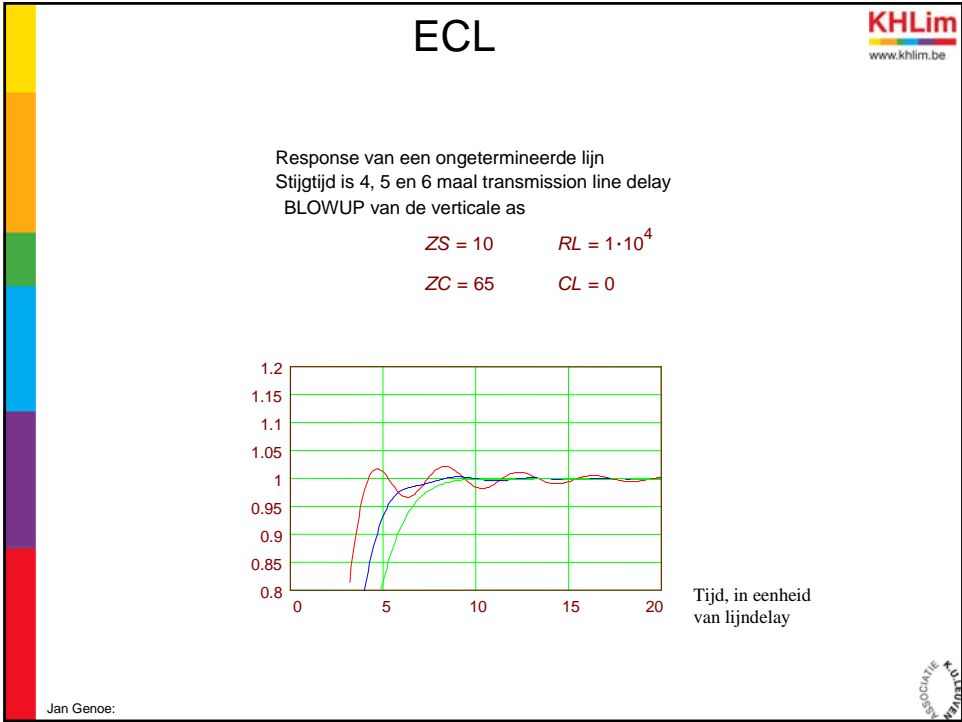 ECL
KHLim
www.khlim.be
Response van een ongetermineerde lijn
Stijgtijd is 4, 5 en 6 maal transmission line delay
BLOWUP van de verticale as
ZS = 10 RL = 1·10^4
ZC = 65 CL = 0
1.2
1.15
1.1
1.05
1
0.95
0.9
0.85
0.8
0 5 10 15 20
Tijd, in eenheid
van lijndelay
Jan Genoe:
ASSOCIATIE K.U.LEUVEN